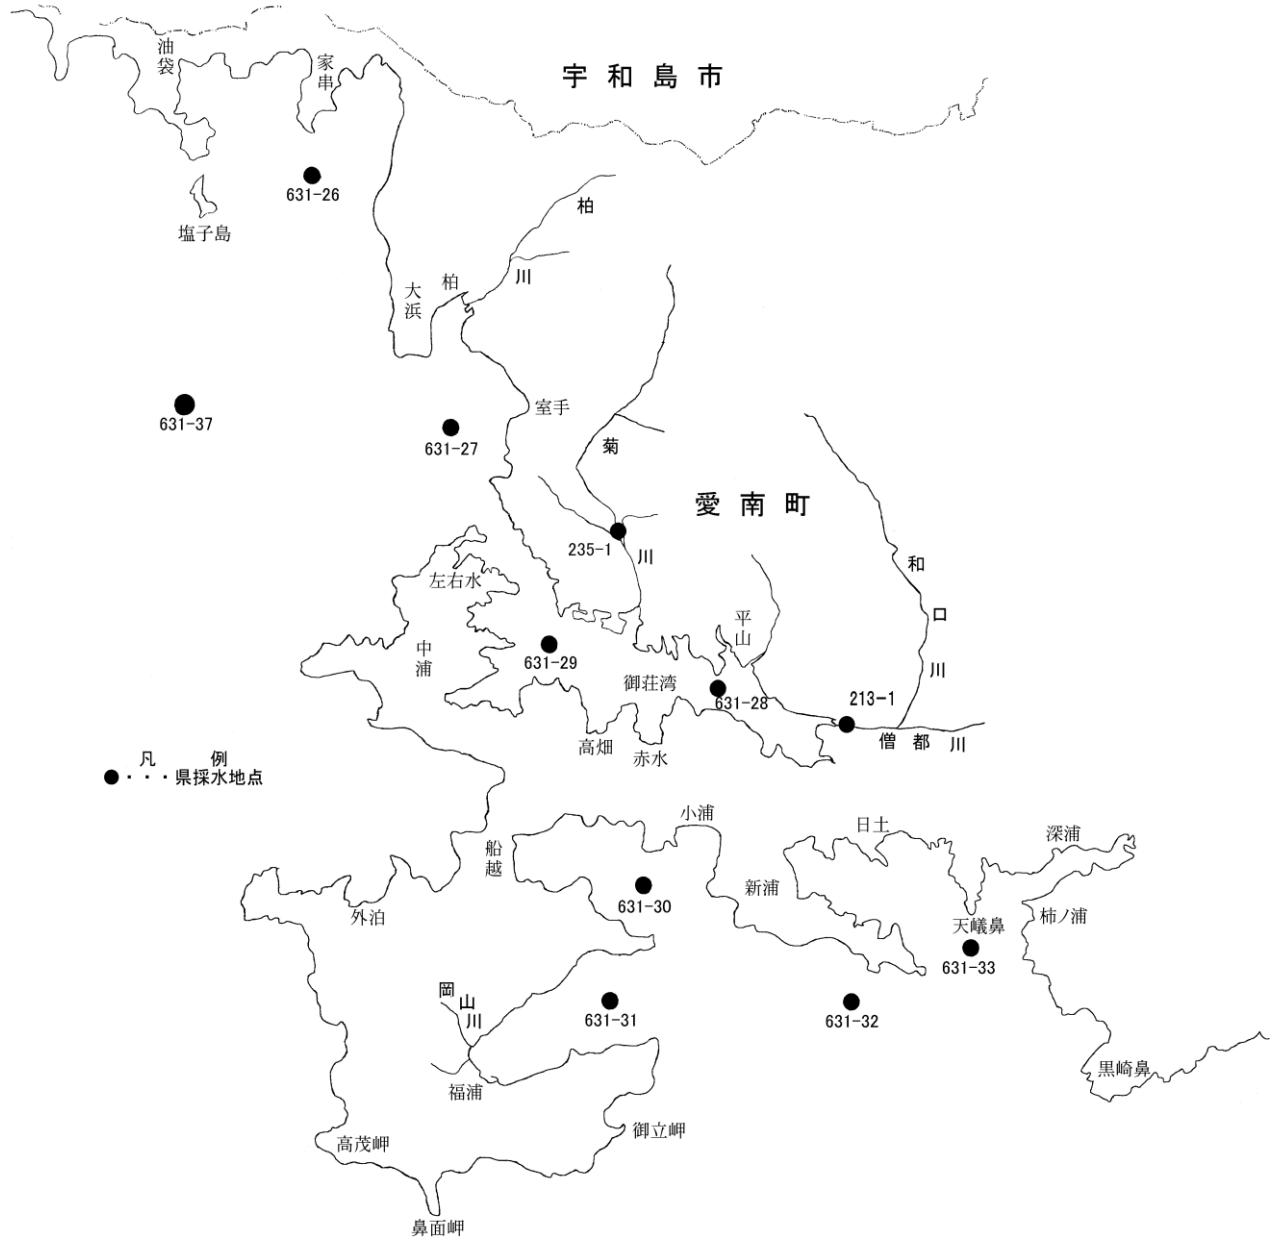 油袋
家串
宇和島市
631-26
塩子島
柏
川
柏
大浜
631-37
631-27
室手
菊
愛南町
235-1
川
和
口
川
左右水
中浦
631-29
平山
御荘湾
631-28
213-1
高畑
赤水
僧都川
凡例
●・・・県採水地点
小浦
日土
深浦
船越
631-30
新浦
外泊
天嶬鼻
柿ノ浦
631-33
岡山川
631-31
631-32
福浦
黒崎鼻
高茂岬
御立岬
鼻面岬